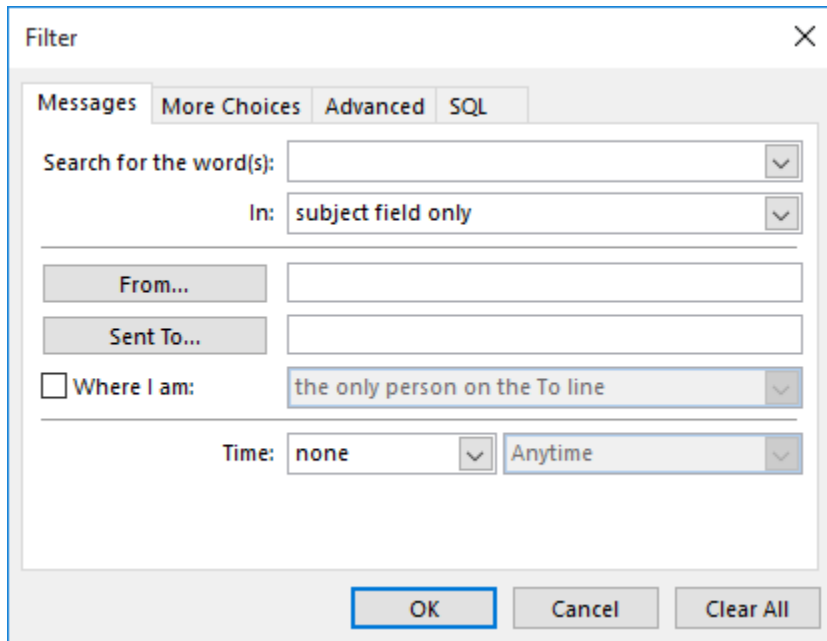 Filter
Messages More Choices Advanced SQL
Search for the word(s):
In: subject field only
From...
Sent To...
Where I am: the only person on the To line
Time: none Anytime
OK Cancel Clear All